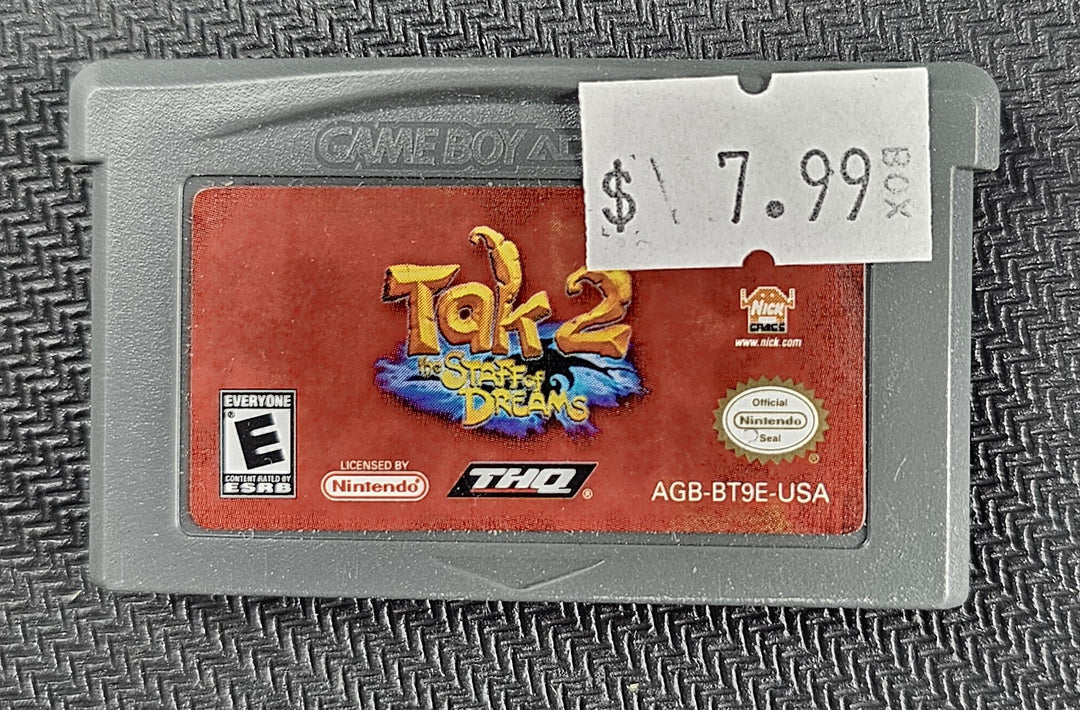 GAME BOY AD
$ 7.99
BOX
Tak 2
the STAFF of
DREAMS
NICK
GAMES
www.nick.com
EVERYONE
E
CONTENT RATED BY
ESRB
LICENSED BY
Nintendo®
THQ®
Official
Nintendo
Seal
AGB-BT9E-USA